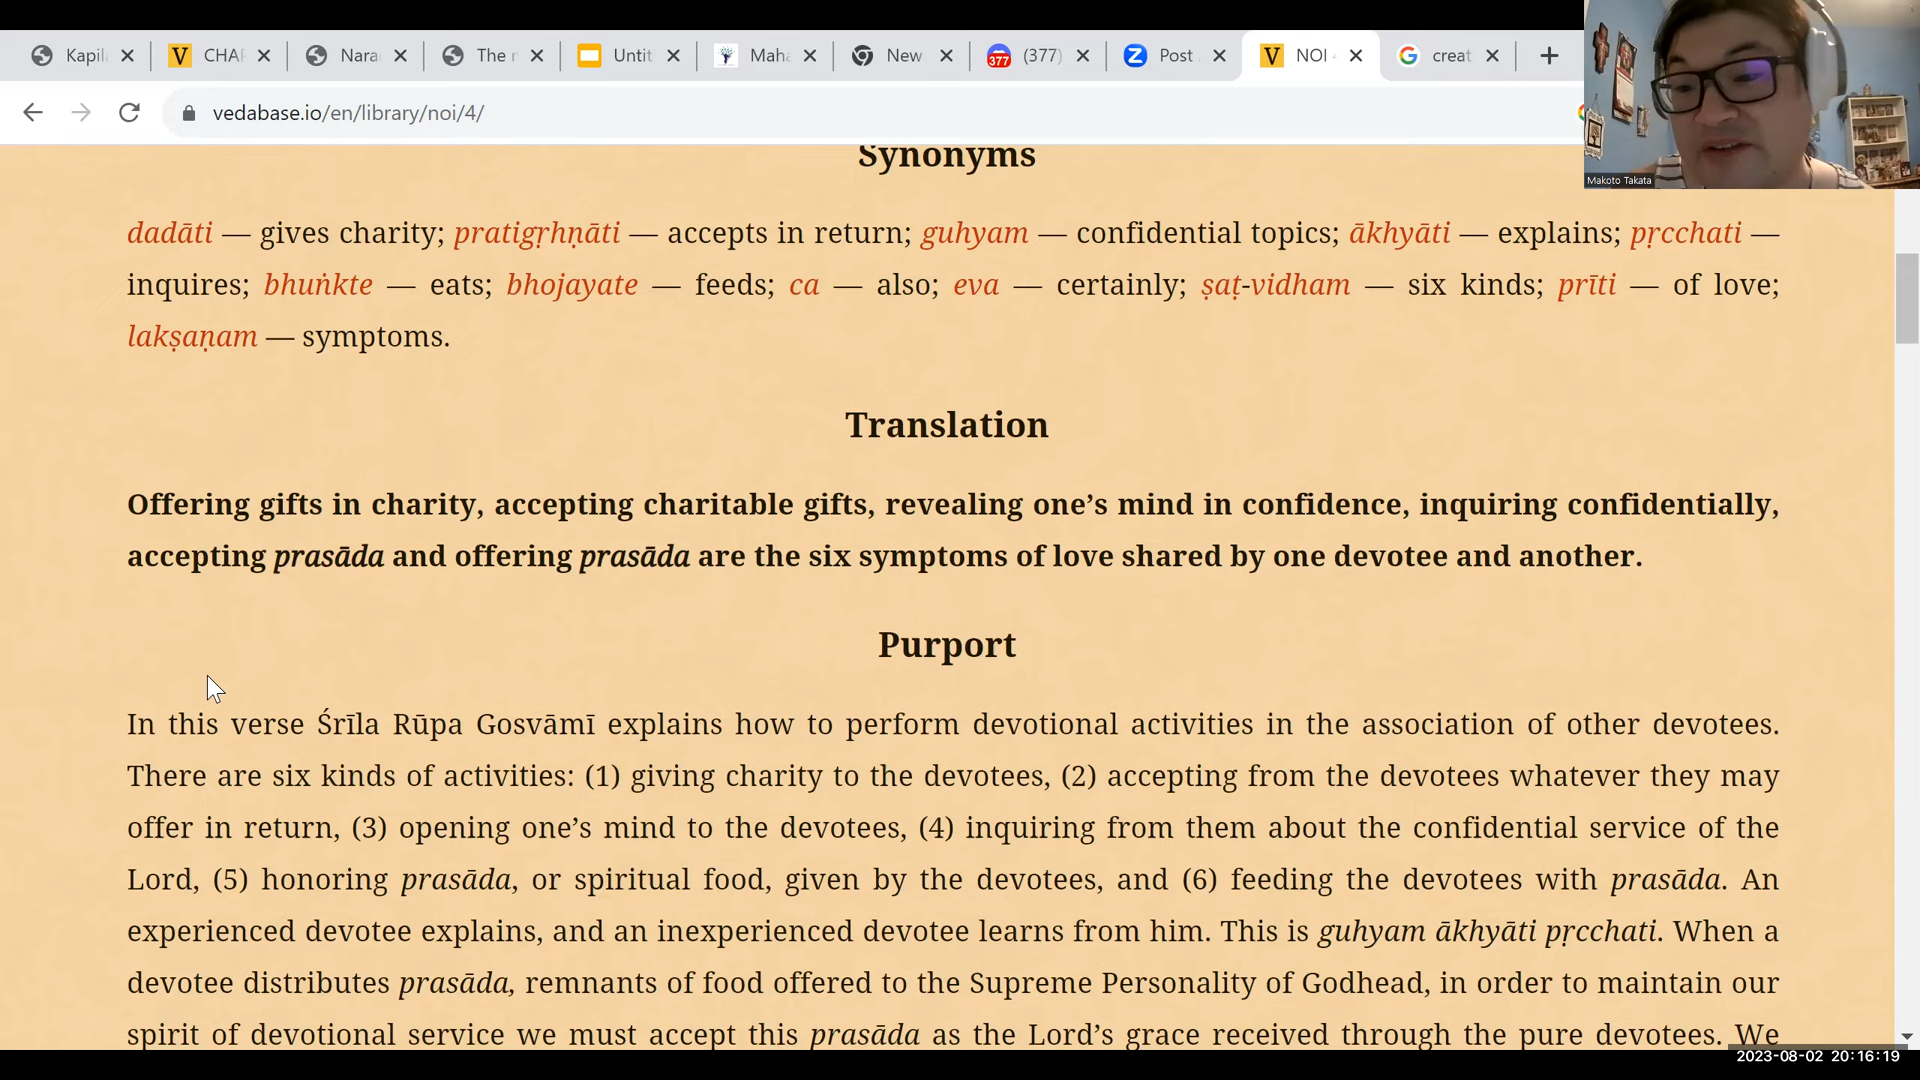 Kapil
CHAP
Nara
The r
Untit
Maha
New
377
(377)
Post
NOI
creat
vedabase.io/en/library/noi/4/
Makoto Takata
Synonyms
dadāti — gives charity; pratigṛhṇāti — accepts in return; guhyam — confidential topics; ākhyāti — explains; pṛcchati —
inquires; bhuṅkte — eats; bhojayate — feeds; ca — also; eva — certainly; ṣaṭ-vidham — six kinds; prīti — of love;
lakṣaṇam — symptoms.
Translation
Offering gifts in charity, accepting charitable gifts, revealing one’s mind in confidence, inquiring confidentially,
accepting prasāda and offering prasāda are the six symptoms of love shared by one devotee and another.
Purport
In this verse Śrīla Rūpa Gosvāmī explains how to perform devotional activities in the association of other devotees.
There are six kinds of activities: (1) giving charity to the devotees, (2) accepting from the devotees whatever they may
offer in return, (3) opening one’s mind to the devotees, (4) inquiring from them about the confidential service of the
Lord, (5) honoring prasāda, or spiritual food, given by the devotees, and (6) feeding the devotees with prasāda. An
experienced devotee explains, and an inexperienced devotee learns from him. This is guhyam ākhyāti pṛcchati. When a
devotee distributes prasāda, remnants of food offered to the Supreme Personality of Godhead, in order to maintain our
spirit of devotional service we must accept this prasāda as the Lord’s grace received through the pure devotees. We
2023-08-02 20:16:19